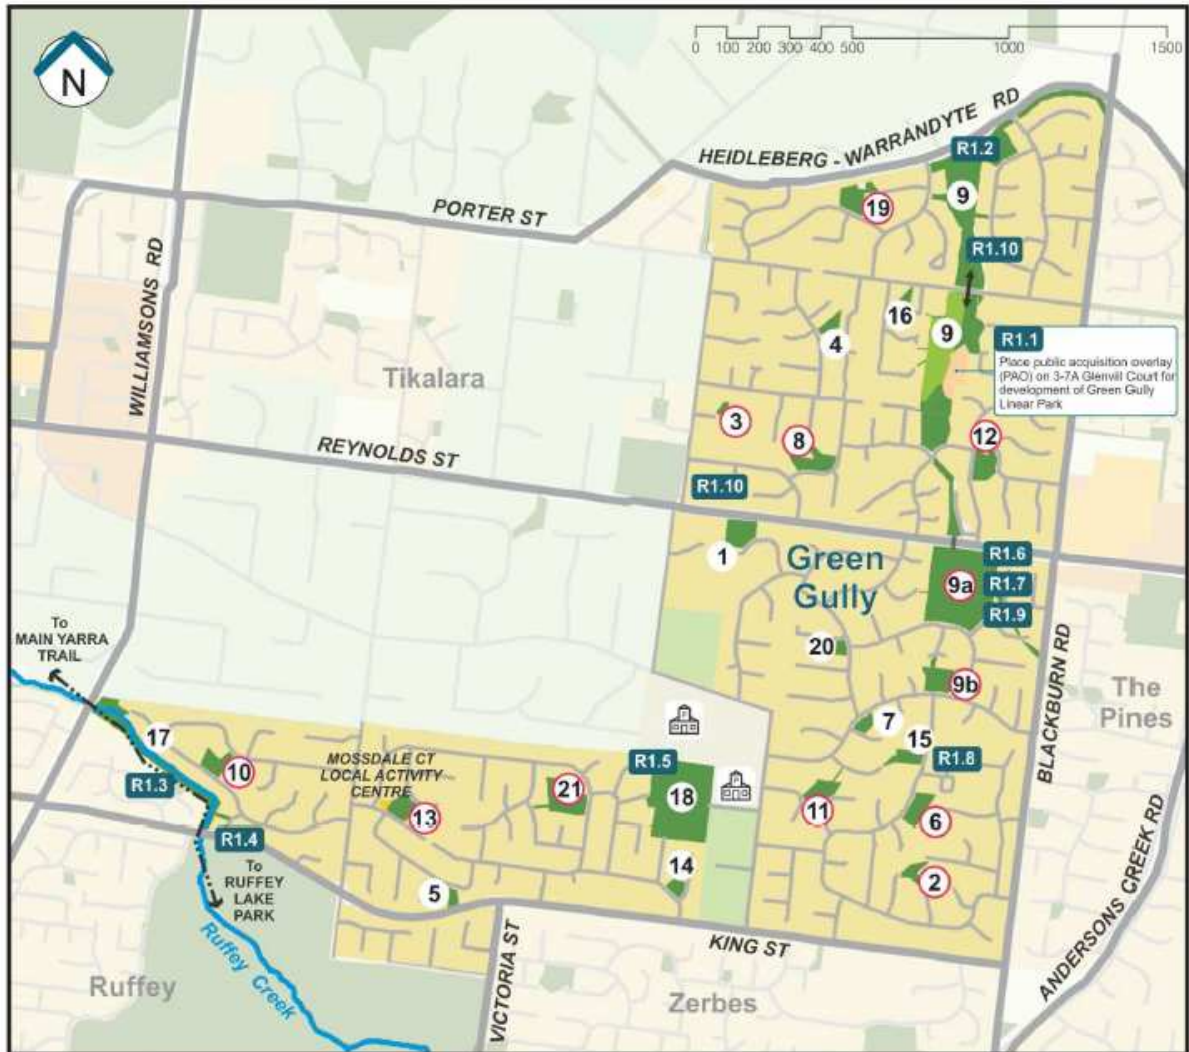 N
0 100 200 300 400 500 1000 1500
HEIDLEBERG - WARRANDYTE RD
R1.2
9
19
PORTER ST
R1.10
WILLIAMSONS RD
16
4
9
R1.1
Place public acquisition overlay
(PAO) on 3-7A Glenvill Court for
development of Green Gully
Linear Park
Tikalara
3
8
12
REYNOLDS ST
R1.10
1
Green
Gully
R1.6
9a
R1.7
R1.9
20
9b
BLACKBURN RD
The
Pines
To
MAIN YARRA
TRAIL
7
15
R1.8
17
R1.3
10
MOSSDALE CT
LOCAL ACTIVITY
CENTRE
13
21
R1.5
18
11
6
R1.4
To
RUFFEY
LAKE
PARK
5
14
2
ANDERSONS CREEK RD
KING ST
VICTORIA ST
Ruffey Creek
Ruffey
Zerbes